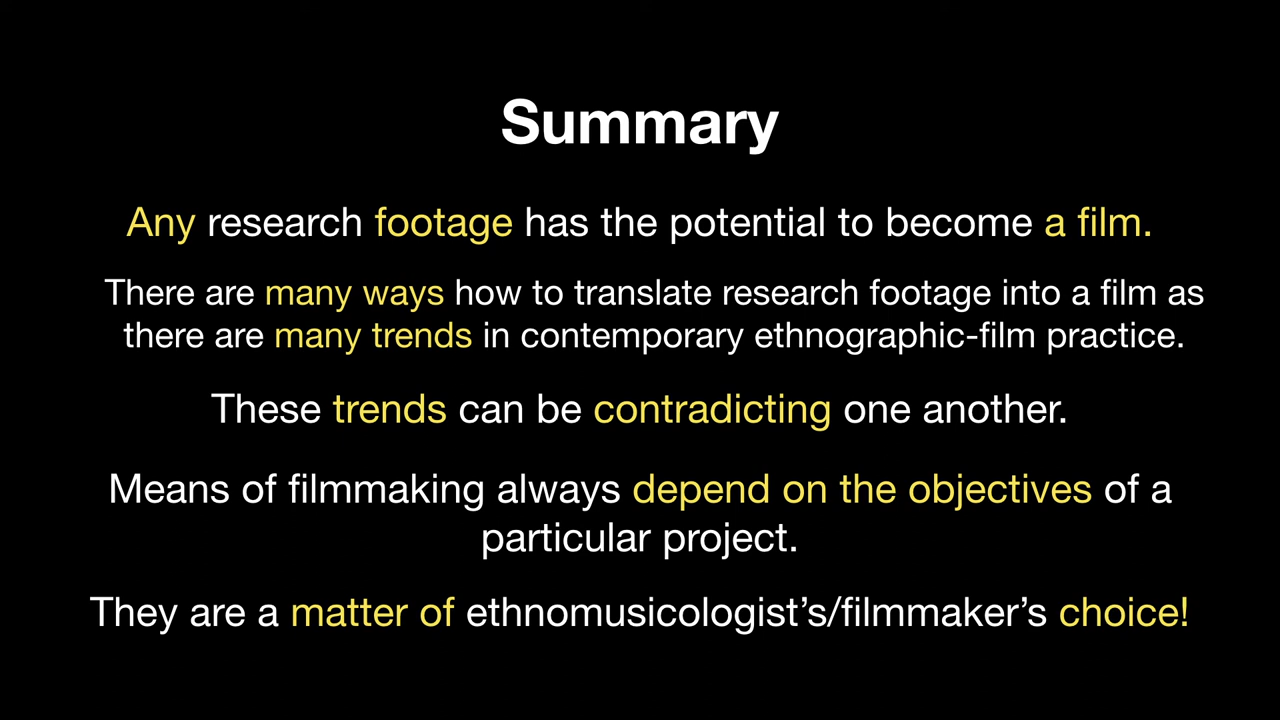 Summary
Any research footage has the potential to become a film.
There are many ways how to translate research footage into a film as
there are many trends in contemporary ethnographic-film practice.
These trends can be contradicting one another.
Means of filmmaking always depend on the objectives of a
particular project.
They are a matter of ethnomusicologist’s/filmmaker’s choice!